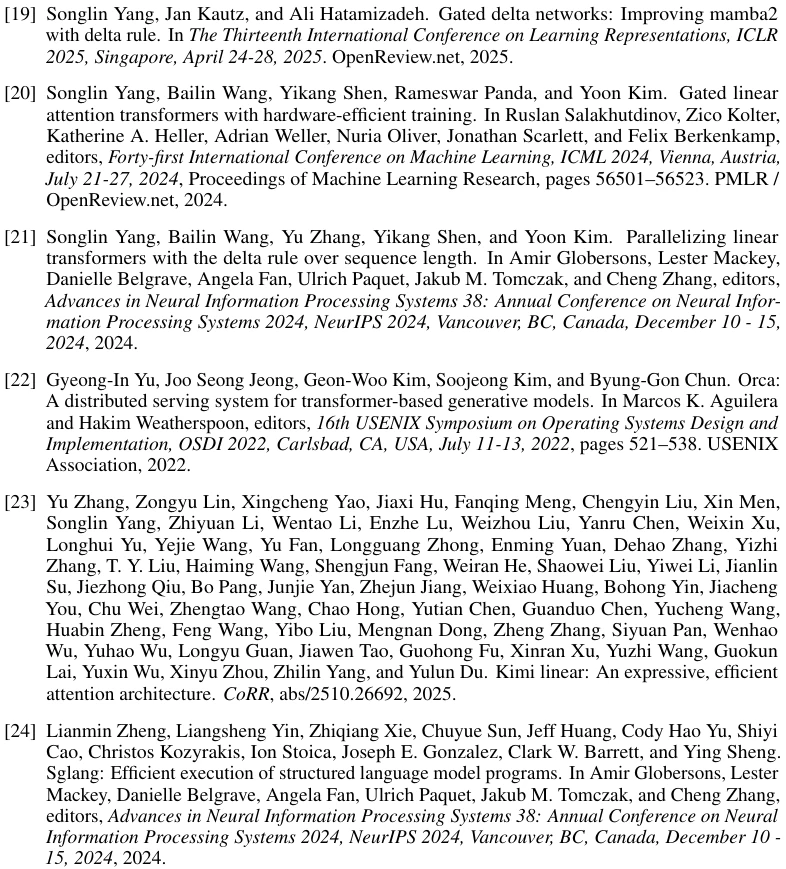 [19] Songlin Yang, Jan Kautz, and Ali Hatamizadeh. Gated delta networks: Improving mamba2
with delta rule. In The Thirteenth International Conference on Learning Representations, ICLR
2025, Singapore, April 24-28, 2025. OpenReview.net, 2025.
[20] Songlin Yang, Bailin Wang, Yikang Shen, Rameswar Panda, and Yoon Kim. Gated linear
attention transformers with hardware-efficient training. In Ruslan Salakhutdinov, Zico Kolter,
Katherine A. Heller, Adrian Weller, Nuria Oliver, Jonathan Scarlett, and Felix Berkenkamp,
editors, Forty-first International Conference on Machine Learning, ICML 2024, Vienna, Austria,
July 21-27, 2024, Proceedings of Machine Learning Research, pages 56501–56523. PMLR /
OpenReview.net, 2024.
[21] Songlin Yang, Bailin Wang, Yu Zhang, Yikang Shen, and Yoon Kim. Parallelizing linear
transformers with the delta rule over sequence length. In Amir Globersons, Lester Mackey,
Danielle Belgrave, Angela Fan, Ulrich Paquet, Jakub M. Tomczak, and Cheng Zhang, editors,
Advances in Neural Information Processing Systems 38: Annual Conference on Neural Infor-
mation Processing Systems 2024, NeurIPS 2024, Vancouver, BC, Canada, December 10 - 15,
2024, 2024.
[22] Gyeong-In Yu, Joo Seong Jeong, Geon-Woo Kim, Soojeong Kim, and Byung-Gon Chun. Orca:
A distributed serving system for transformer-based generative models. In Marcos K. Aguilera
and Hakim Weatherspoon, editors, 16th USENIX Symposium on Operating Systems Design and
Implementation, OSDI 2022, Carlsbad, CA, USA, July 11-13, 2022, pages 521–538. USENIX
Association, 2022.
[23] Yu Zhang, Zongyu Lin, Xingcheng Yao, Jiaxi Hu, Fanqing Meng, Chengyin Liu, Xin Men,
Songlin Yang, Zhiyuan Li, Wentao Li, Enzhe Lu, Weizhou Liu, Yanru Chen, Weixin Xu,
Longhui Yu, Yejie Wang, Yu Fan, Longguang Zhong, Enming Yuan, Dehao Zhang, Yizhi
Zhang, T. Y. Liu, Haiming Wang, Shengjun Fang, Weiran He, Shaowei Liu, Yiwei Li, Jianlin
Su, Jiezhong Qiu, Bo Pang, Junjie Yan, Zhejun Jiang, Weixiao Huang, Bohong Yin, Jiacheng
You, Chu Wei, Zhengtao Wang, Chao Hong, Yutian Chen, Guanduo Chen, Yucheng Wang,
Huabin Zheng, Feng Wang, Yibo Liu, Mengnan Dong, Zheng Zhang, Siyuan Pan, Wenhao
Wu, Yuhao Wu, Longyu Guan, Jiawen Tao, Guohong Fu, Xinran Xu, Yuzhi Wang, Guokun
Lai, Yuxin Wu, Xinyu Zhou, Zhilin Yang, and Yulun Du. Kimi linear: An expressive, efficient
attention architecture. CoRR, abs/2510.26692, 2025.
[24] Lianmin Zheng, Liangsheng Yin, Zhiqiang Xie, Chuyue Sun, Jeff Huang, Cody Hao Yu, Shiyi
Cao, Christos Kozyrakis, Ion Stoica, Joseph E. Gonzalez, Clark W. Barrett, and Ying Sheng.
Sglang: Efficient execution of structured language model programs. In Amir Globersons, Lester
Mackey, Danielle Belgrave, Angela Fan, Ulrich Paquet, Jakub M. Tomczak, and Cheng Zhang,
editors, Advances in Neural Information Processing Systems 38: Annual Conference on Neural
Information Processing Systems 2024, NeurIPS 2024, Vancouver, BC, Canada, December 10 -
15, 2024, 2024.